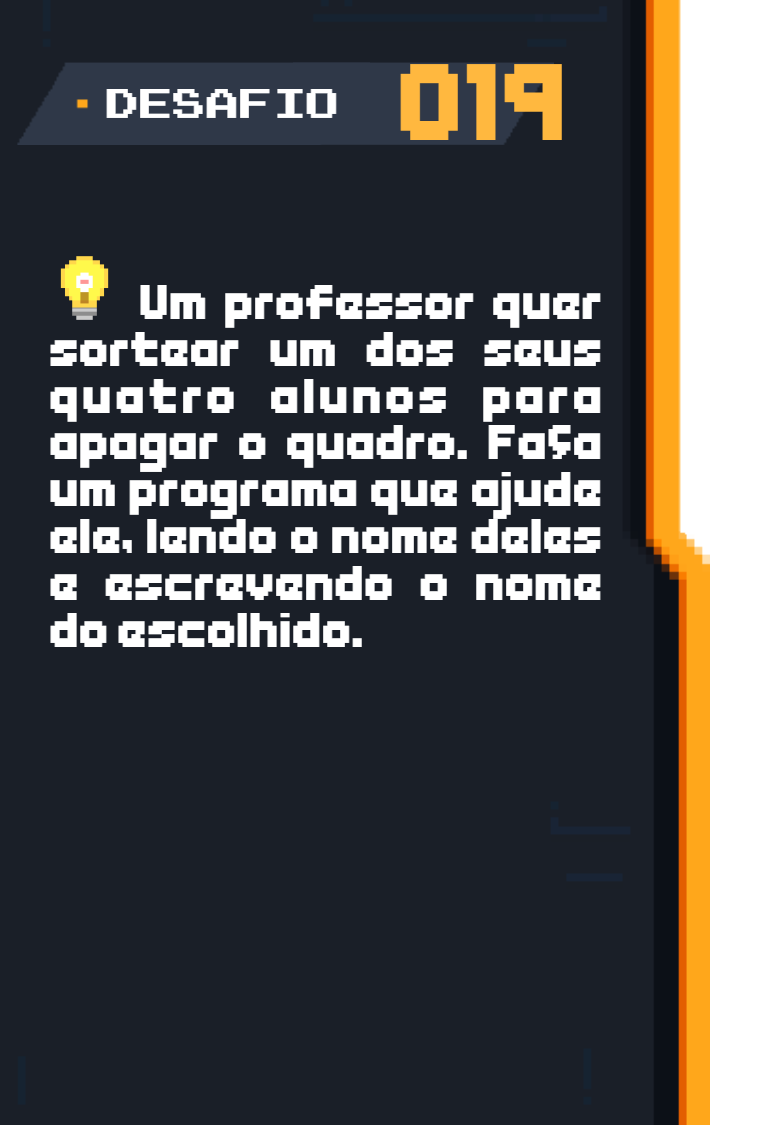 DESAFIO 019
Um professor quer
sortear um dos seus
quatro alunos para
apagar o quadro. Faça
um programa que ajude
ele, lendo o nome deles
e escrevendo o nome
do escolhido.